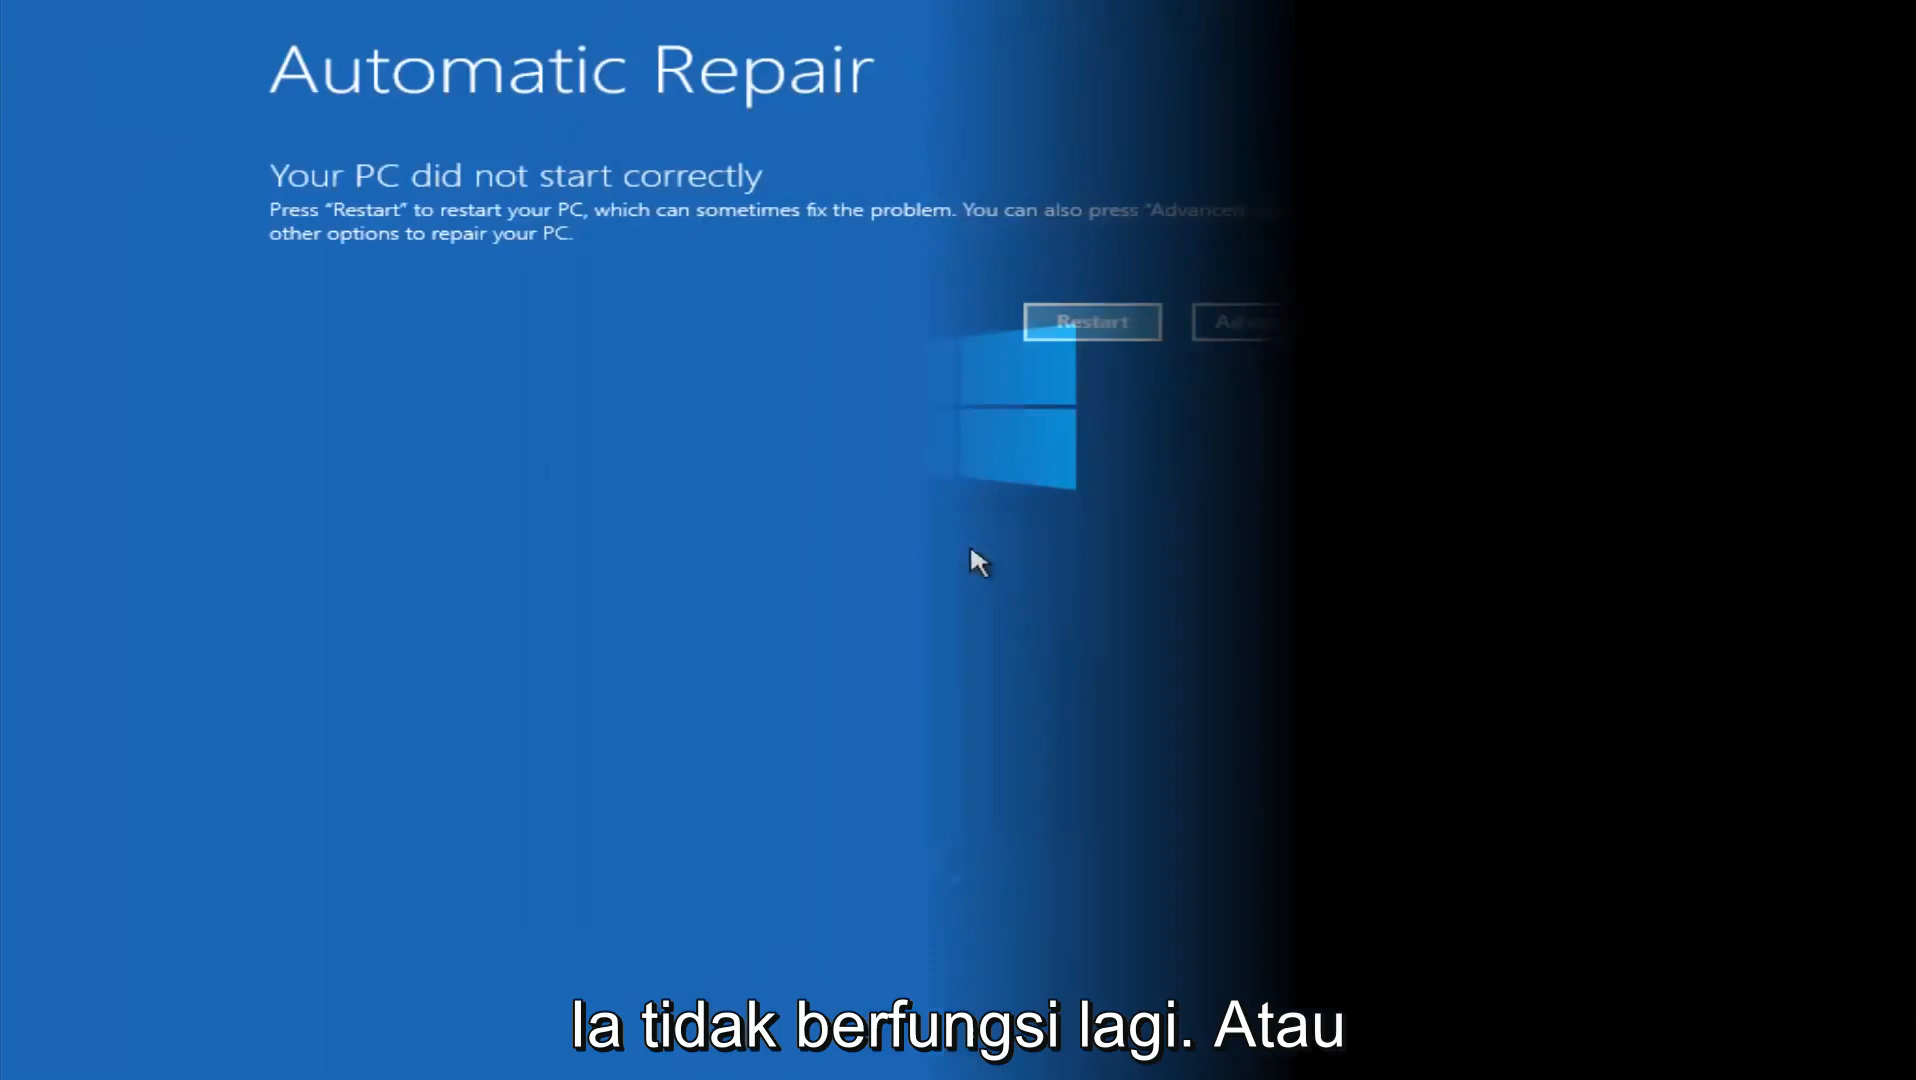 Automatic Repair
Your PC did not start correctly
Press “Restart” to restart your PC, which can sometimes fix the problem. You can also press “Advanced
other options to repair your PC.
Restart
Ia tidak berfungsi lagi. Atau